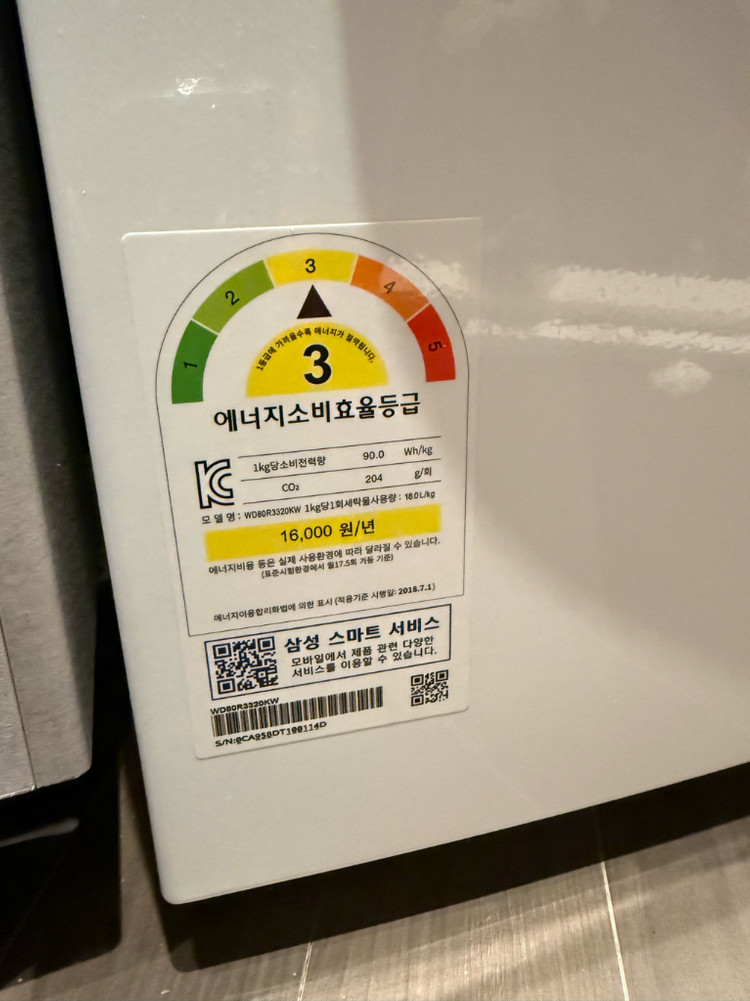 1
2
3
4
5
1등급에 가까울수록 에너지가 절약됩니다.
3
에너지소비효율등급
1kg당소비전력량 90.0 Wh/kg
CO₂ 204 g/회
모 델 명 : WD80R3320KW 1kg당1회세탁물사용량 : 16.0 L/kg
16,000 원/년
에너지비용 등은 실제 사용환경에 따라 달라질 수 있습니다.
(표준시험환경에서 월17.5회 가동 기준)
에너지이용합리화법에 의한 표시 (적용기준 시행일: 2018.7.1)
삼성 스마트 서비스
모바일에서 제품 관련 다양한
서비스를 이용할 수 있습니다.
WD80R3320KW
S/N:0CA95BDT100114D